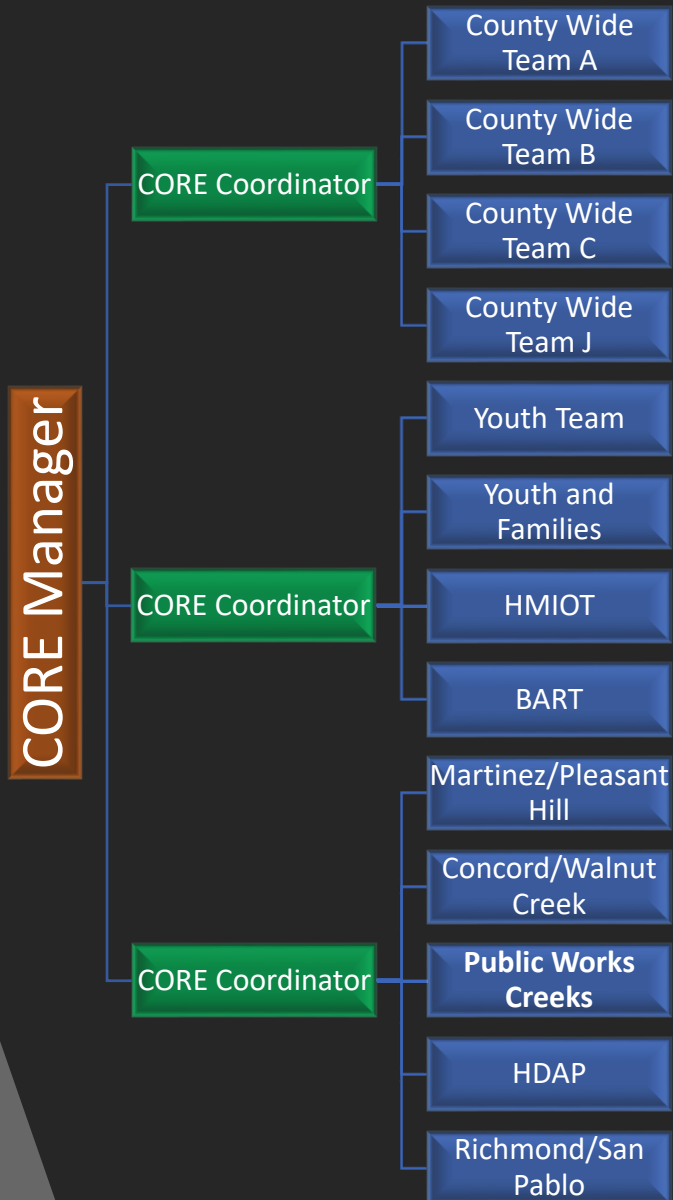 CORE Manager
CORE Coordinator
County Wide
Team A
County Wide
Team B
County Wide
Team C
County Wide
Team J
CORE Coordinator
Youth Team
Youth and
Families
HMIOT
BART
CORE Coordinator
Martinez/Pleasant
Hill
Concord/Walnut
Creek
Public Works
Creeks
HDAP
Richmond/San
Pablo